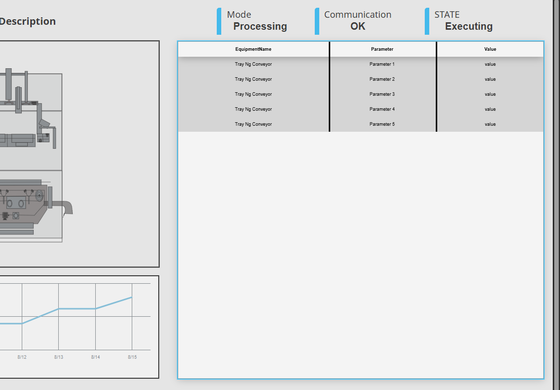 Description
Mode
Processing
Communication
OK
STATE
Executing
EquipmentName Parameter Value
Tray Ng Conveyor Parameter 1 value
Tray Ng Conveyor Parameter 2 value
Tray Ng Conveyor Parameter 3 value
Tray Ng Conveyor Parameter 4 value
Tray Ng Conveyor Parameter 5 value
8/12 8/13 8/14 8/15